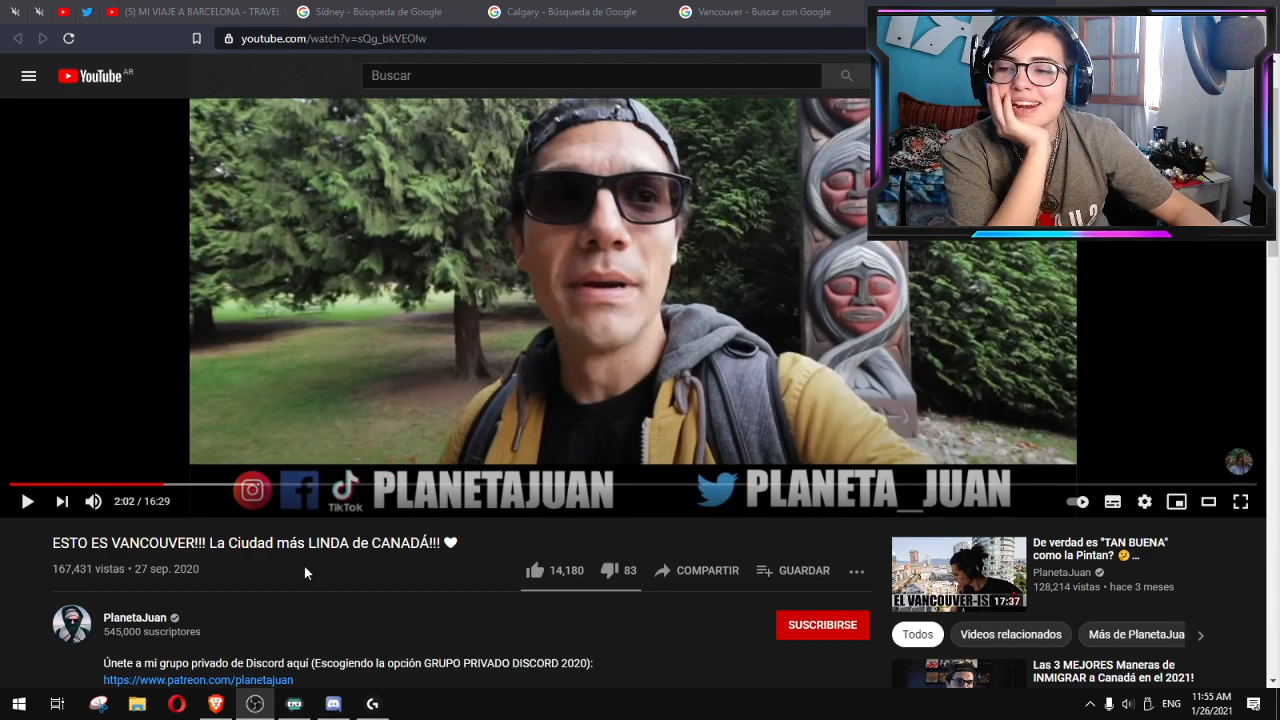 (5) MI VIAJE A BARCELONA - TRAVEL
Sídney - Búsqueda de Google
Calgary - Búsqueda de Google
Vancouver - Buscar con Google
youtube.com/watch?v=sQg_bkVEOlw
YouTube AR
Buscar
TikTok
PLANETAJUAN
PLANETA_JUAN
2:02 / 16:29
ESTO ES VANCOUVER!!! La Ciudad más LINDA de CANADÁ!!! 🤍
167,431 vistas • 27 sep. 2020
14,180
83
COMPARTIR
GUARDAR
PlanetaJuan
545,000 suscriptores
SUSCRIBIRSE
Únete a mi grupo privado de Discord aquí (Escogiendo la opción GRUPO PRIVADO DISCORD 2020):
https://www.patreon.com/planetajuan
EL VANCOUVER-IS
17:37
De verdad es "TAN BUENA"
como la Pintan? 🤔 ...
PlanetaJuan
128,214 vistas • hace 3 meses
Todos
Videos relacionados
Más de PlanetaJua
Las 3 MEJORES Maneras de
INMIGRAR a Canadá en el 2021!
ENG
11:55 AM
1/26/2021